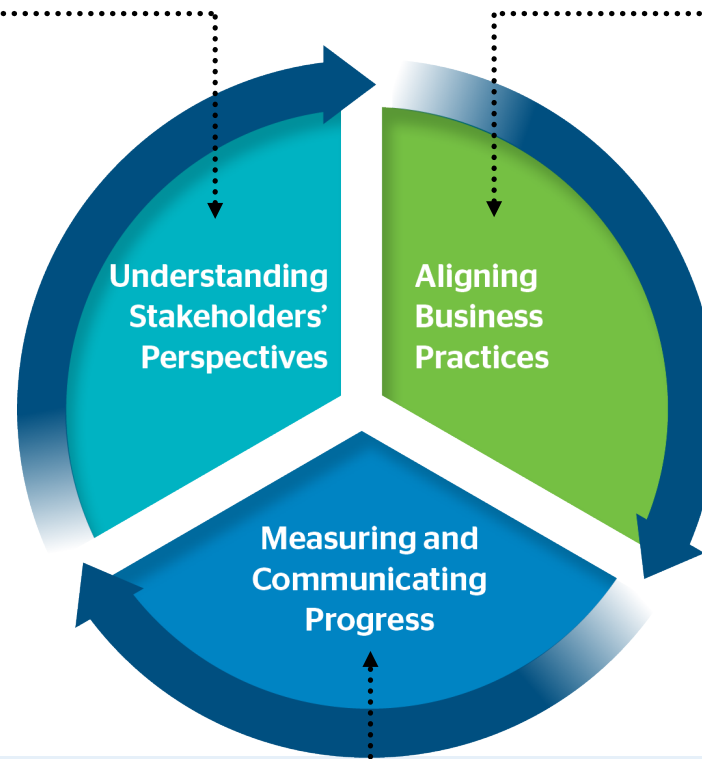 Understanding
Stakeholders’
Perspectives
Aligning
Business
Practices
Measuring and
Communicating
Progress